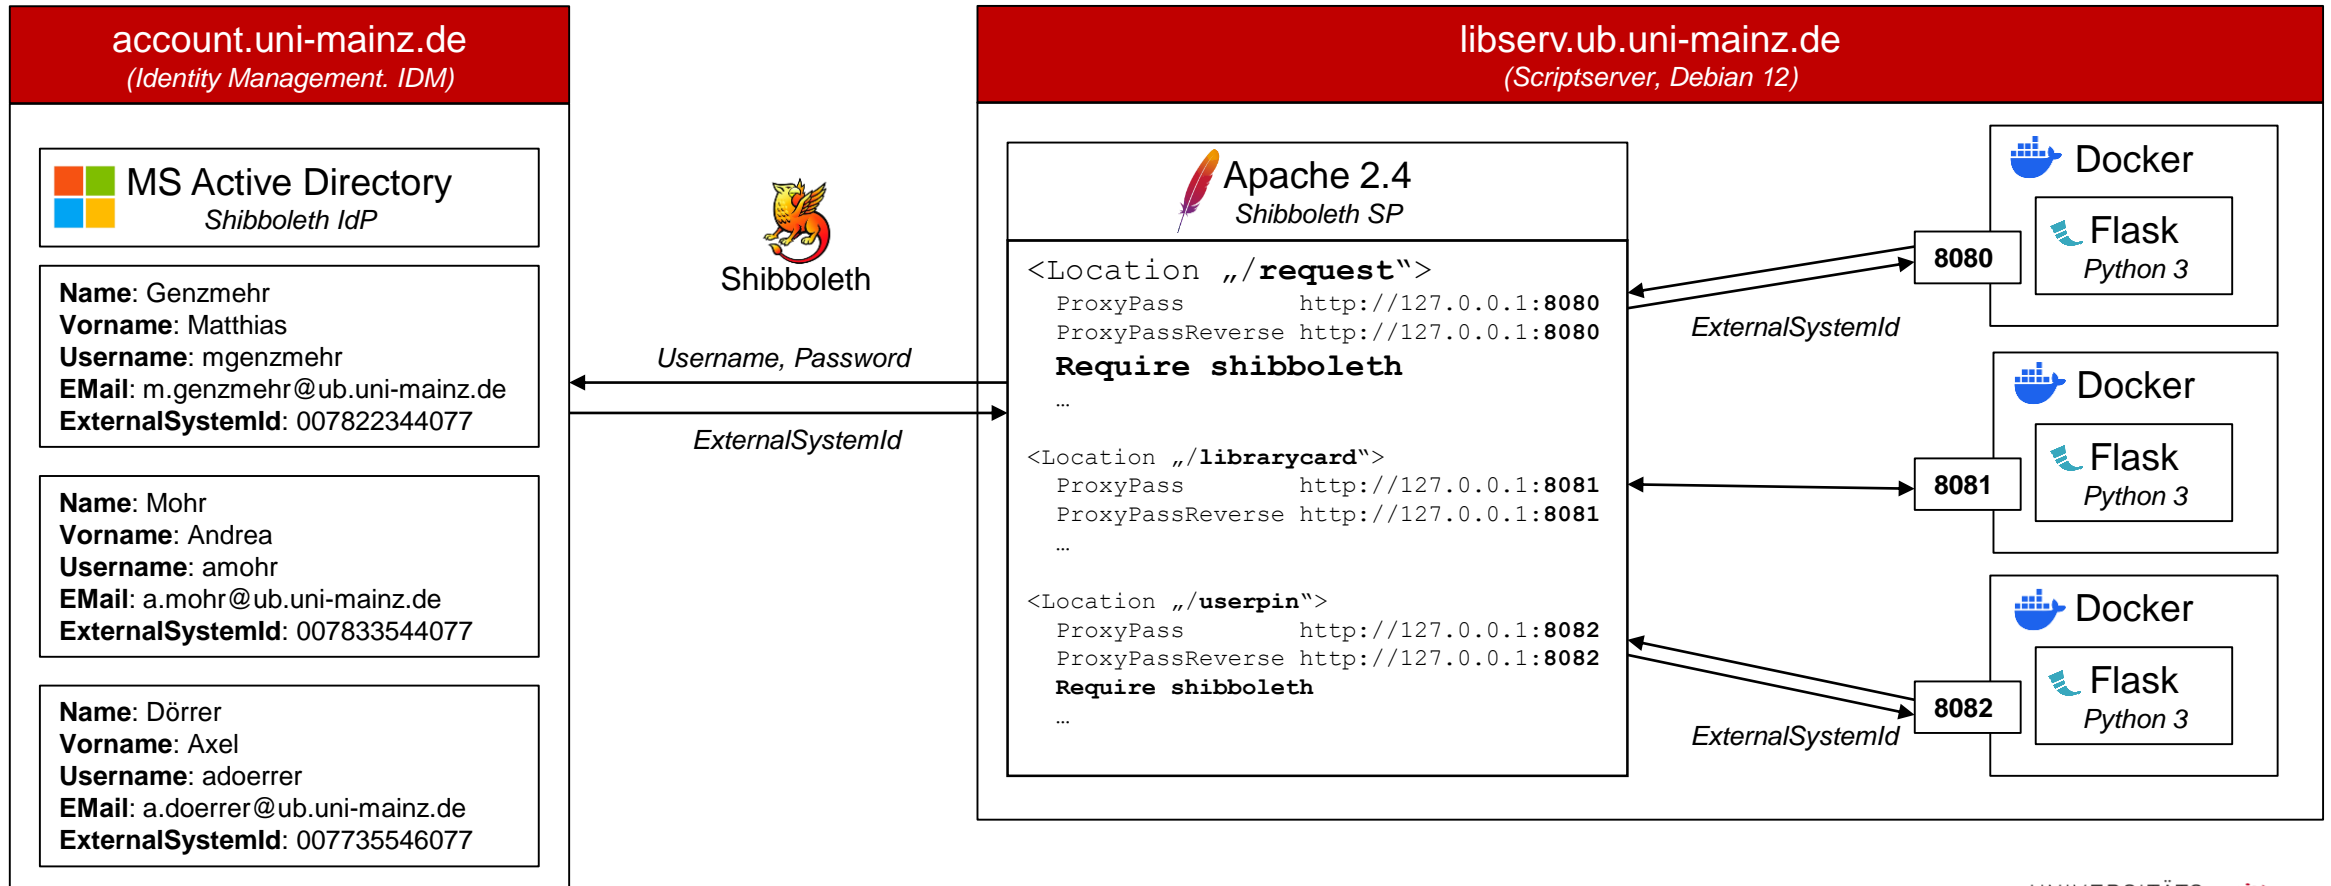 account.uni-mainz.de
(Identity Management. IDM)
MS Active Directory
Shibboleth IdP
Name: Genzmehr
Vorname: Matthias
Username: mgenzmehr
EMail: m.genzmehr@ub.uni-mainz.de
ExternalSystemId: 007822344077
Name: Mohr
Vorname: Andrea
Username: amohr
EMail: a.mohr@ub.uni-mainz.de
ExternalSystemId: 007833544077
Name: Dörrer
Vorname: Axel
Username: adoerrer
EMail: a.doerrer@ub.uni-mainz.de
ExternalSystemId: 007735546077
Shibboleth
Username, Password
ExternalSystemId
libserv.ub.uni-mainz.de
(Scriptserver, Debian 12)
Apache 2.4
Shibboleth SP
<Location „/request“>
ProxyPass http://127.0.0.1:8080
ProxyPassReverse http://127.0.0.1:8080
Require shibboleth
…
<Location „/librarycard“>
ProxyPass http://127.0.0.1:8081
ProxyPassReverse http://127.0.0.1:8081
…
<Location „/userpin“>
ProxyPass http://127.0.0.1:8082
ProxyPassReverse http://127.0.0.1:8082
Require shibboleth
…
ExternalSystemId
ExternalSystemId
Docker
8080
Flask
Python 3
Docker
8081
Flask
Python 3
Docker
8082
Flask
Python 3